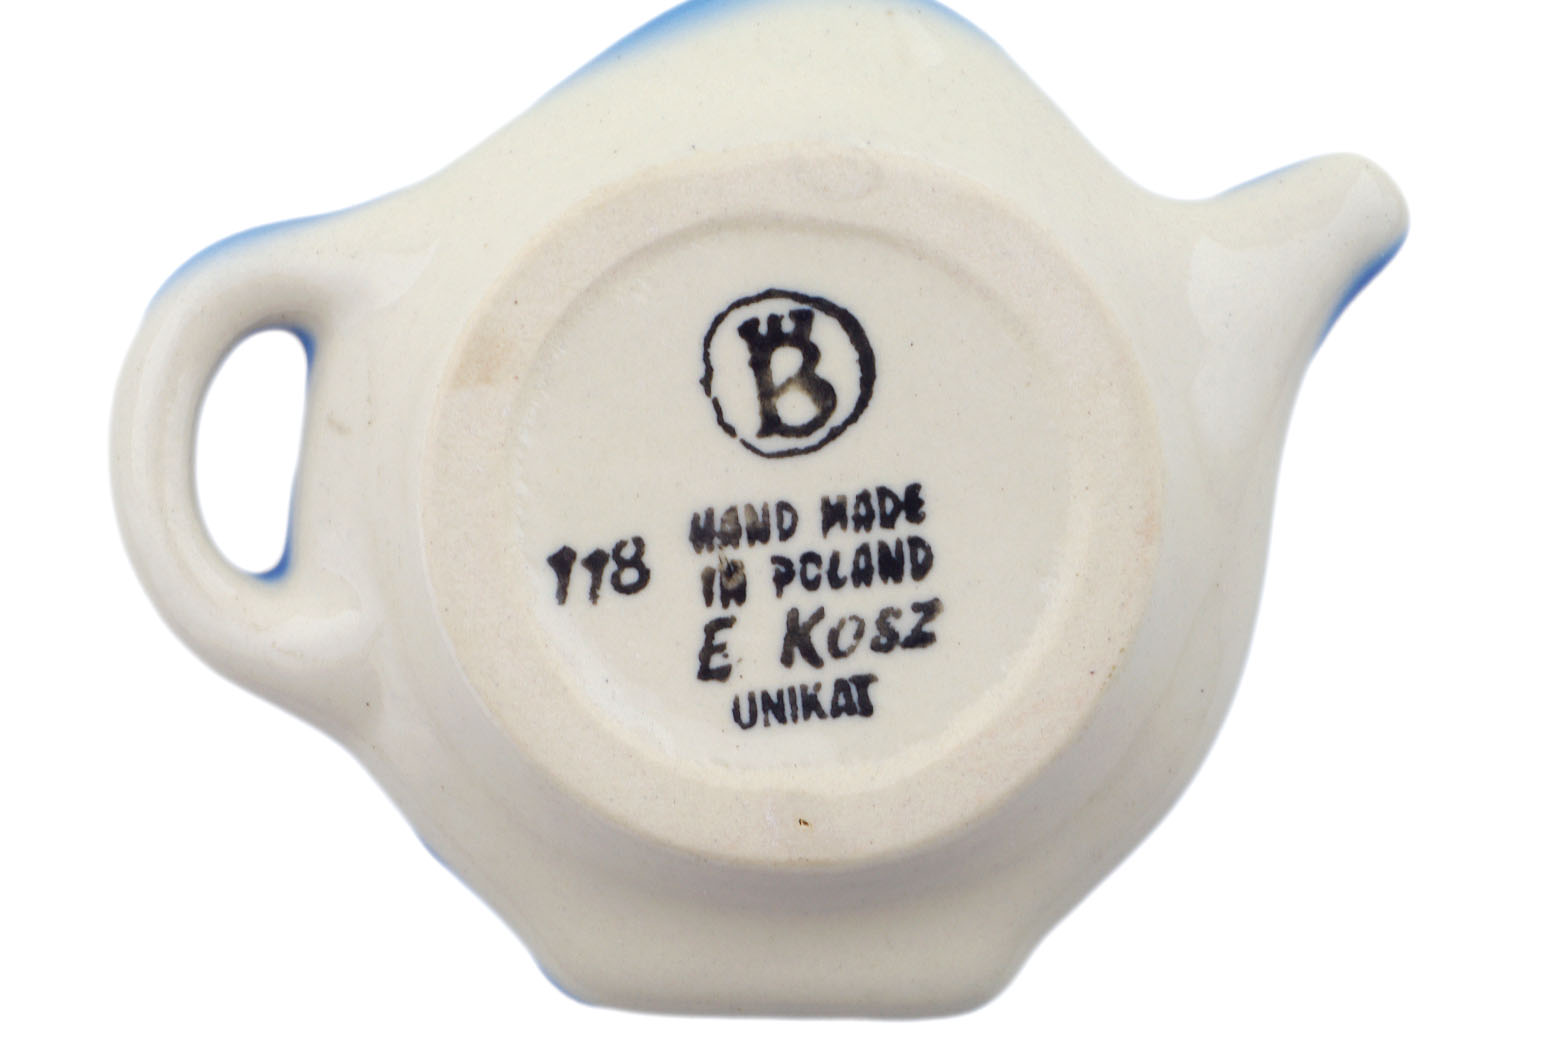 B
HAND MADE
118 IN POLAND
E KOSZ
UNIKAT